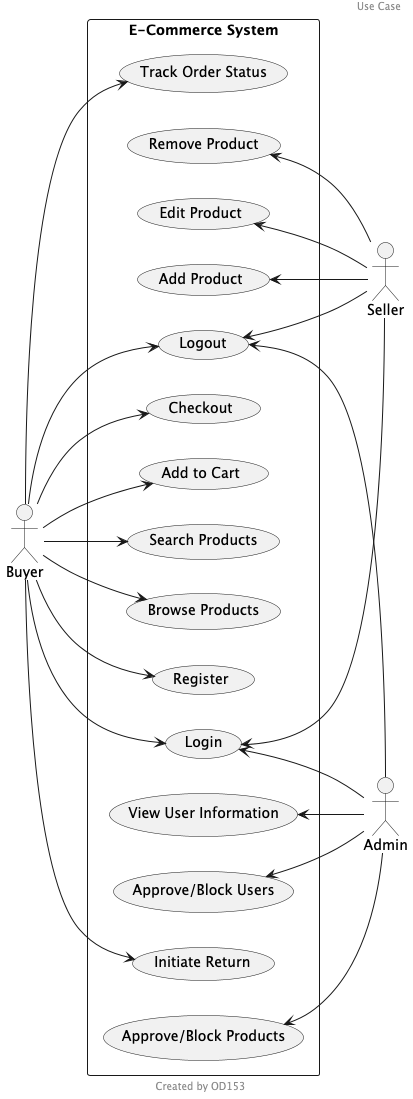 Use Case
E-Commerce System
Track Order Status
Remove Product
Edit Product
Add Product
Seller
Logout
Checkout
Add to Cart
Search Products
Buyer
Browse Products
Register
Login
View User Information
Admin
Approve/Block Users
Initiate Return
Approve/Block Products
Created by OD153